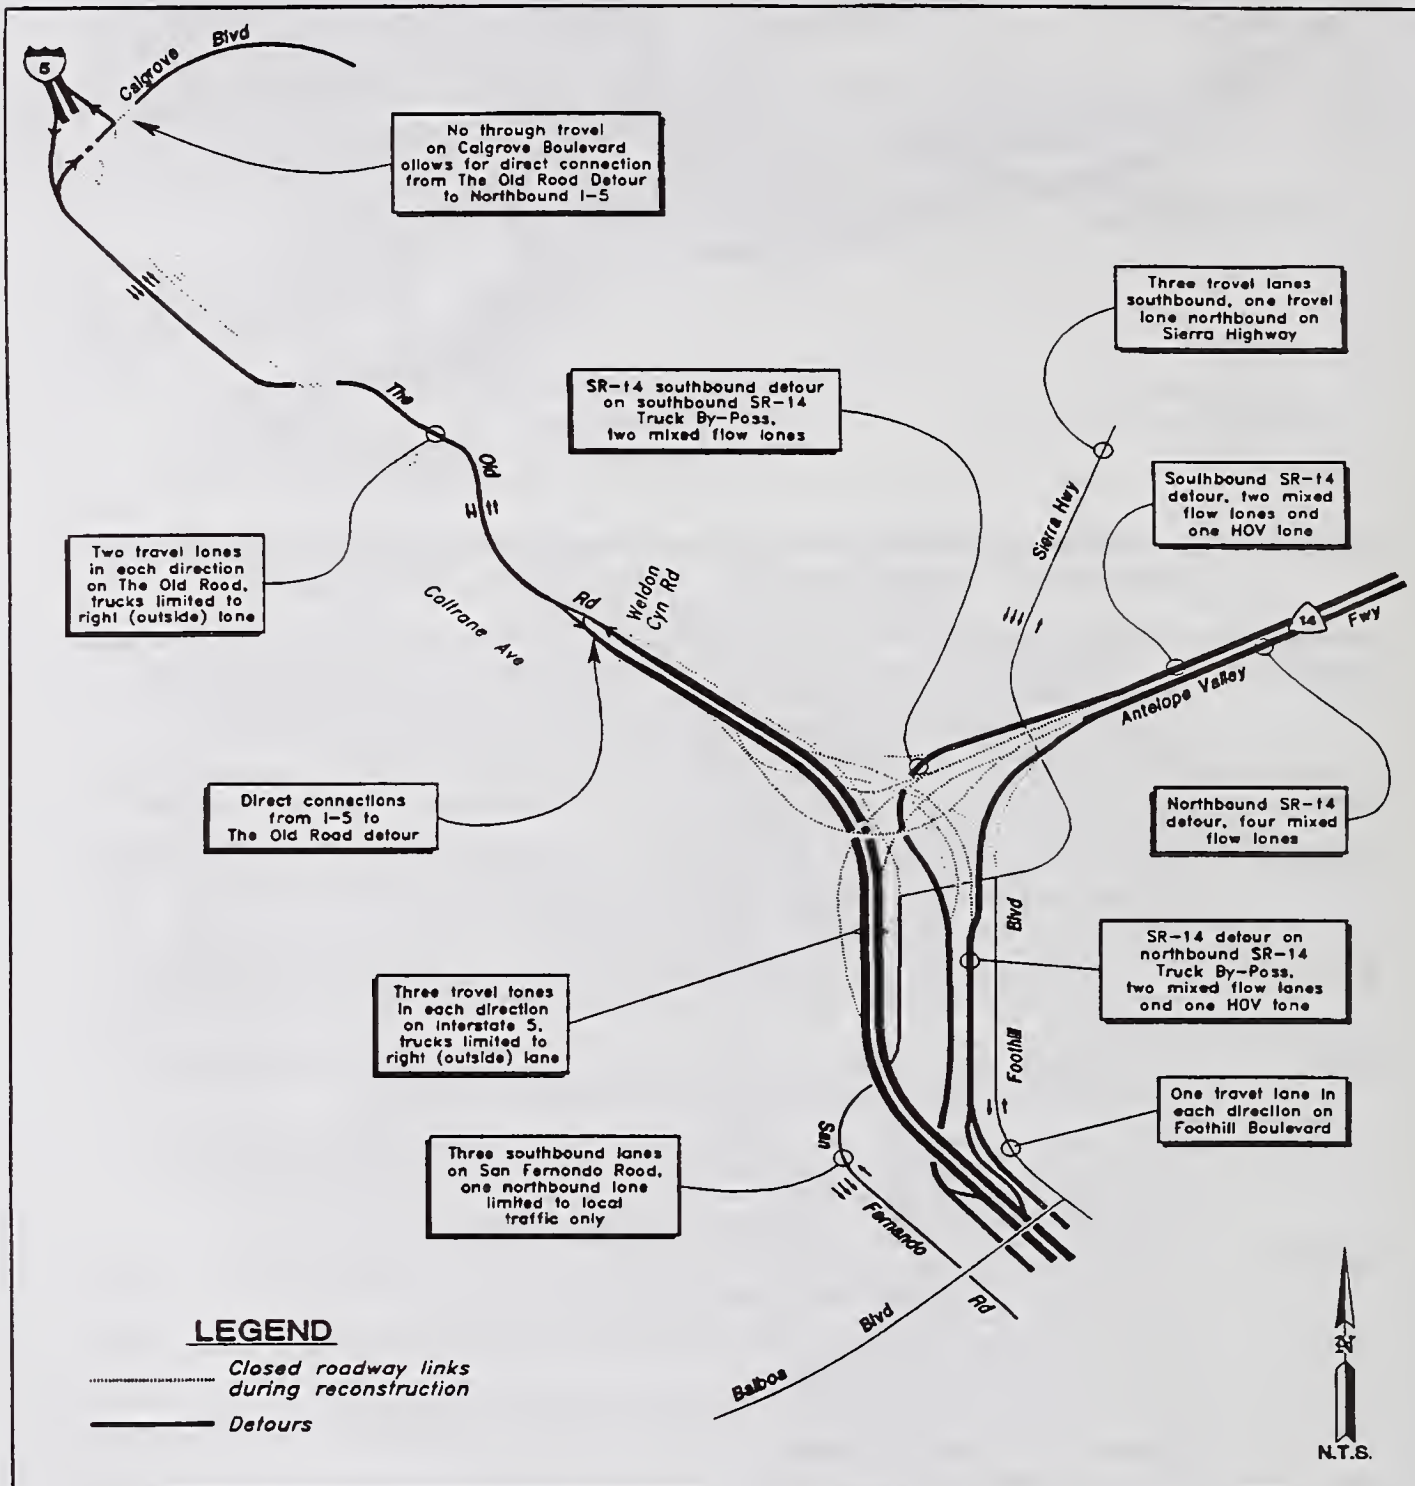 5
Calgrove Blvd
No through travel
on Calgrove Boulevard
allows for direct connection
from The Old Road Detour
to Northbound I-5
Three travel lanes
southbound, one travel
lane northbound on
Sierra Highway
SR-14 southbound detour
on southbound SR-14
Truck By-Pass,
two mixed flow lanes
The Old Rd
Sierra Hwy
Southbound SR-14
detour, two mixed
flow lanes and
one HOV lane
Two travel lanes
in each direction
on The Old Road,
trucks limited to
right (outside) lane
Weldon
Cyn Rd
Coltrane Ave
14
Antelope Valley Fwy
Direct connections
from I-5 to
The Old Road detour
Northbound SR-14
detour, four mixed
flow lanes
SR-14 detour on
northbound SR-14
Truck By-Pass,
two mixed flow lanes
and one HOV lane
Three travel lanes
in each direction
on Interstate 5,
trucks limited to
right (outside) lane
Foothill Blvd
One travel lane in
each direction on
Foothill Boulevard
Three southbound lanes
on San Fernando Road,
one northbound lane
limited to local
traffic only
San Fernando Rd
Balboa Blvd
LEGEND
Closed roadway links
during reconstruction
Detours
N
N.T.S.